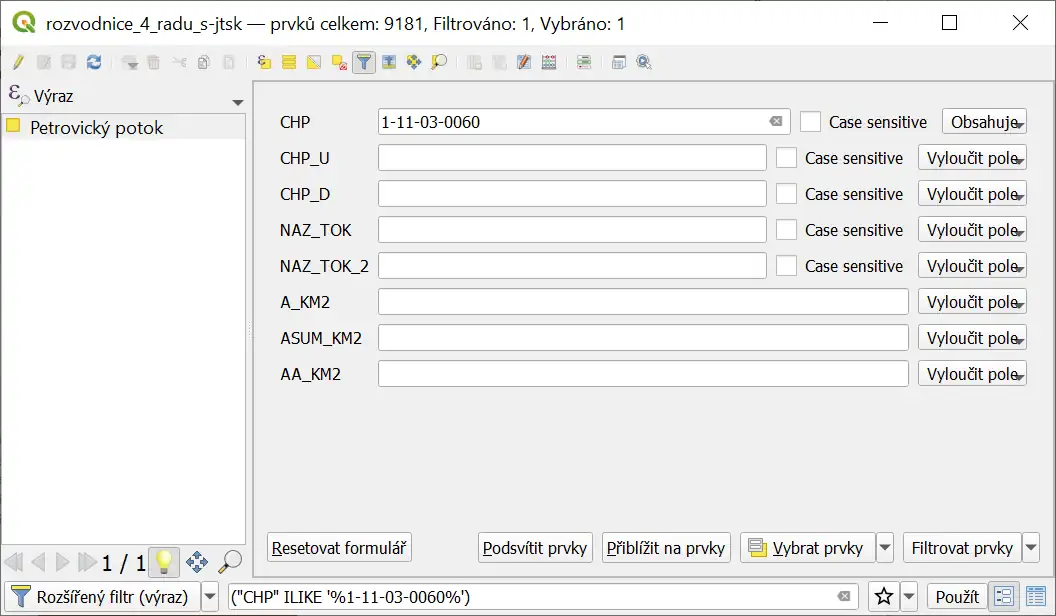 rozvodnice_4_radu_s-jtsk — prvků celkem: 9181, Filtrováno: 1, Vybráno: 1
Výraz
Petrovický potok
CHP 1-11-03-0060 Case sensitive Obsahuje
CHP_U Case sensitive Vyloučit pole
CHP_D Case sensitive Vyloučit pole
NAZ_TOK Case sensitive Vyloučit pole
NAZ_TOK_2 Case sensitive Vyloučit pole
A_KM2 Vyloučit pole
ASUM_KM2 Vyloučit pole
AA_KM2 Vyloučit pole
1 / 1 Resetovat formulář Podsvítit prvky Přiblížit na prvky Vybrat prvky Filtrovat prvky
Rozšířený filtr (výraz) ("CHP" ILIKE '%1-11-03-0060%') Použít